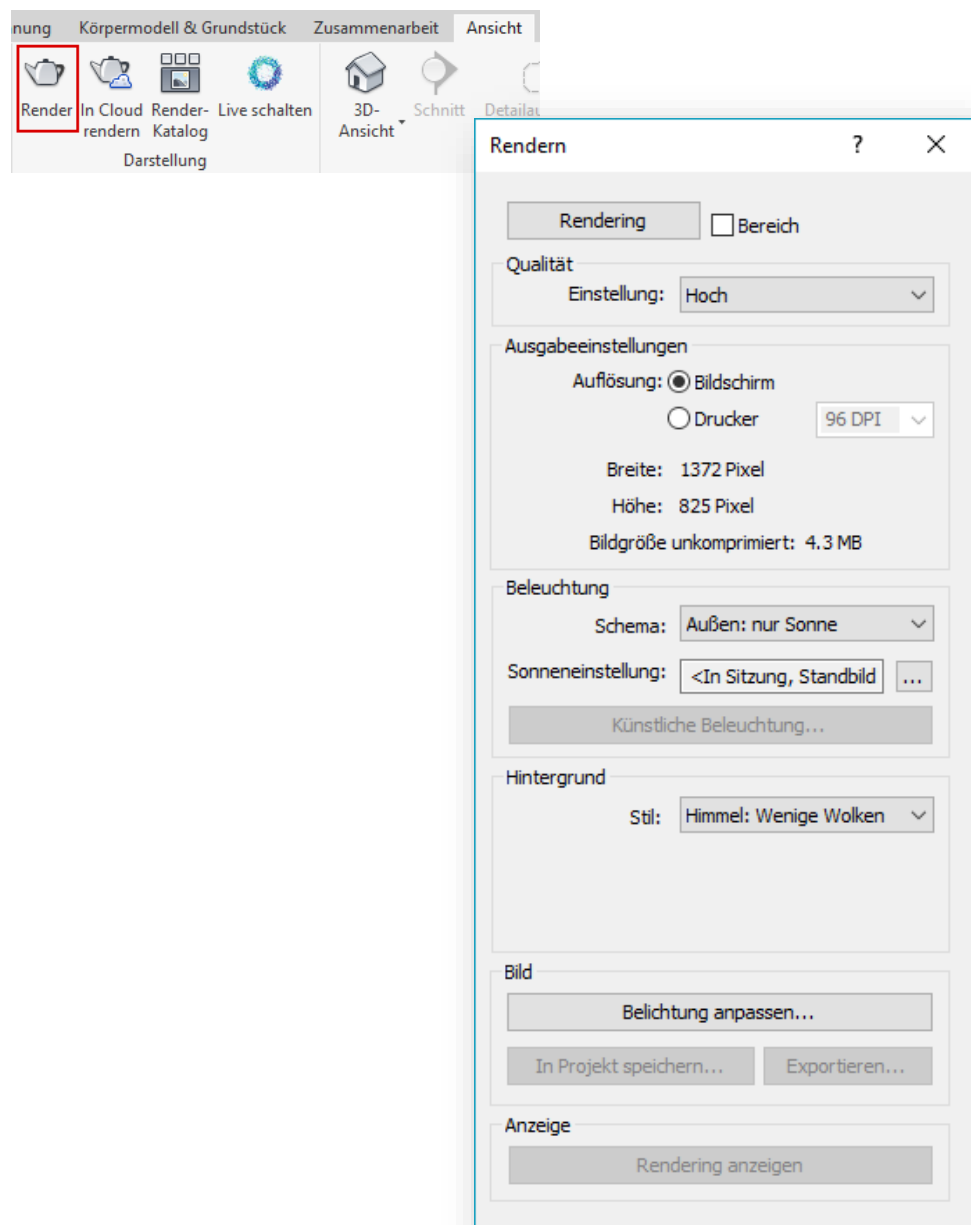 nung Körpermodell & Grundstück Zusammenarbeit Ansicht
Render In Cloud rendern Render-Katalog Live schalten 3D-Ansicht Schnitt Detailau
Darstellung
Rendern ?
Rendering Bereich
Qualität
Einstellung: Hoch
Ausgabeeinstellungen
Auflösung: Bildschirm
Drucker 96 DPI
Breite: 1372 Pixel
Höhe: 825 Pixel
Bildgröße unkomprimiert: 4.3 MB
Beleuchtung
Schema: Außen: nur Sonne
Sonneneinstellung: <In Sitzung, Standbild ...
Künstliche Beleuchtung...
Hintergrund
Stil: Himmel: Wenige Wolken
Bild
Belichtung anpassen...
In Projekt speichern... Exportieren...
Anzeige
Rendering anzeigen